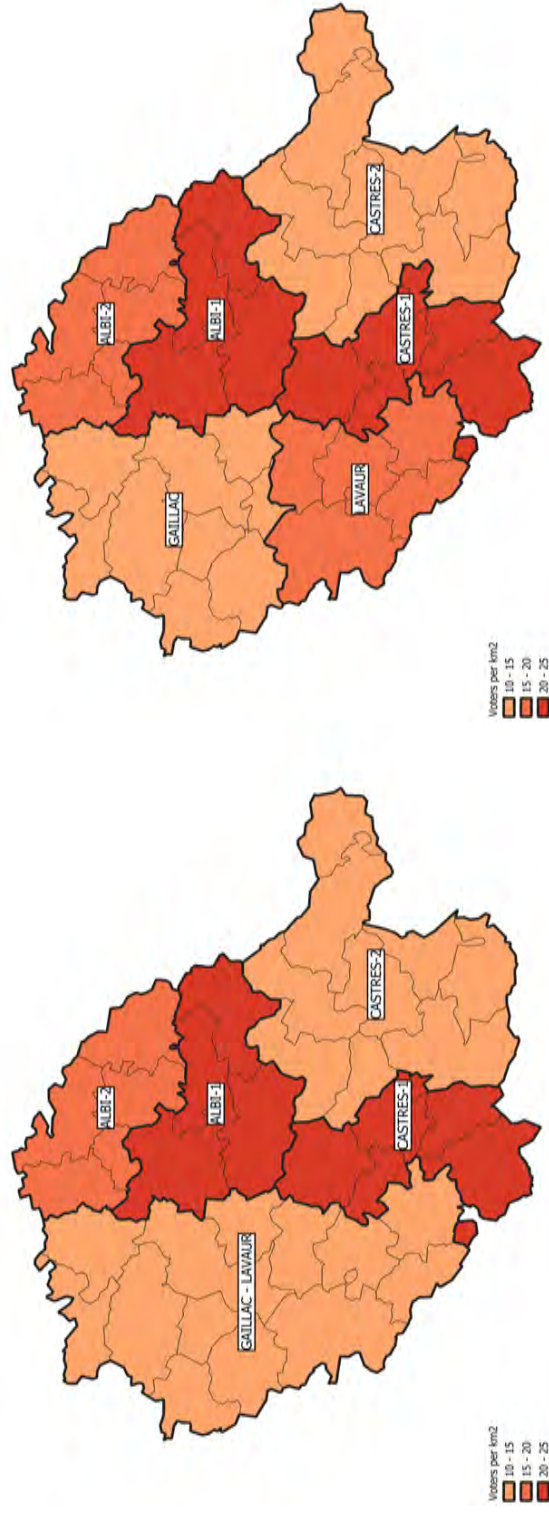 ALBI-2
ALBI-1
GAILLAC - LAVAUR
CASTRES-2
CASTRES-1
Voters per km2
10 - 15
15 - 20
20 - 25
ALBI-2
GAILLAC
ALBI-1
LAVAUR
CASTRES-2
CASTRES-1
Voters per km2
10 - 15
15 - 20
20 - 25